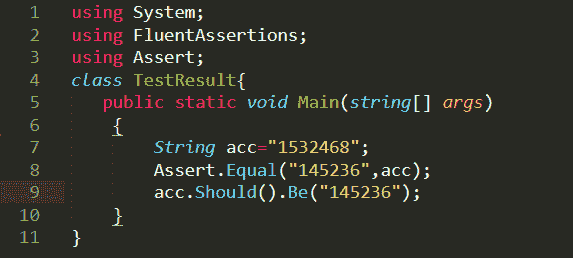 1 using System;
2 using FluentAssertions;
3 using Assert;
4 class TestResult{
5 public static void Main(string[] args)
6 {
7 String acc="1532468";
8 Assert.Equal("145236",acc);
9 acc.Should().Be("145236");
10 }
11 }